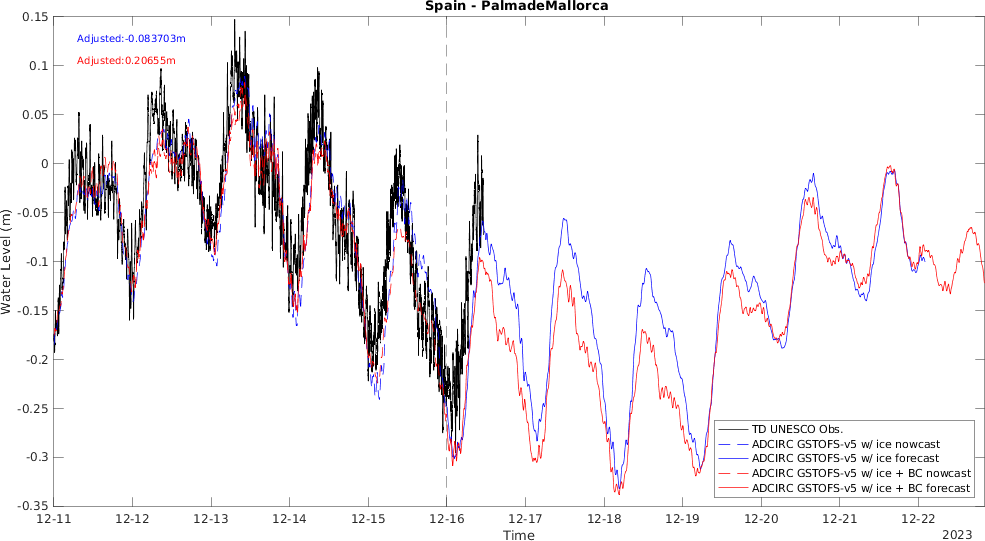 Spain - PalmadeMallorca
Adjusted:-0.083703m
Adjusted:0.20655m
Water Level (m)
0.15
0.1
0.05
0
-0.05
-0.1
-0.15
-0.2
-0.25
-0.3
-0.35
TD UNESCO Obs.
ADCIRC GSTOFS-v5 w/ ice nowcast
ADCIRC GSTOFS-v5 w/ ice forecast
ADCIRC GSTOFS-v5 w/ ice + BC nowcast
ADCIRC GSTOFS-v5 w/ ice + BC forecast
12-11 12-12 12-13 12-14 12-15 12-16 12-17 12-18 12-19 12-20 12-21 12-22
Time
2023